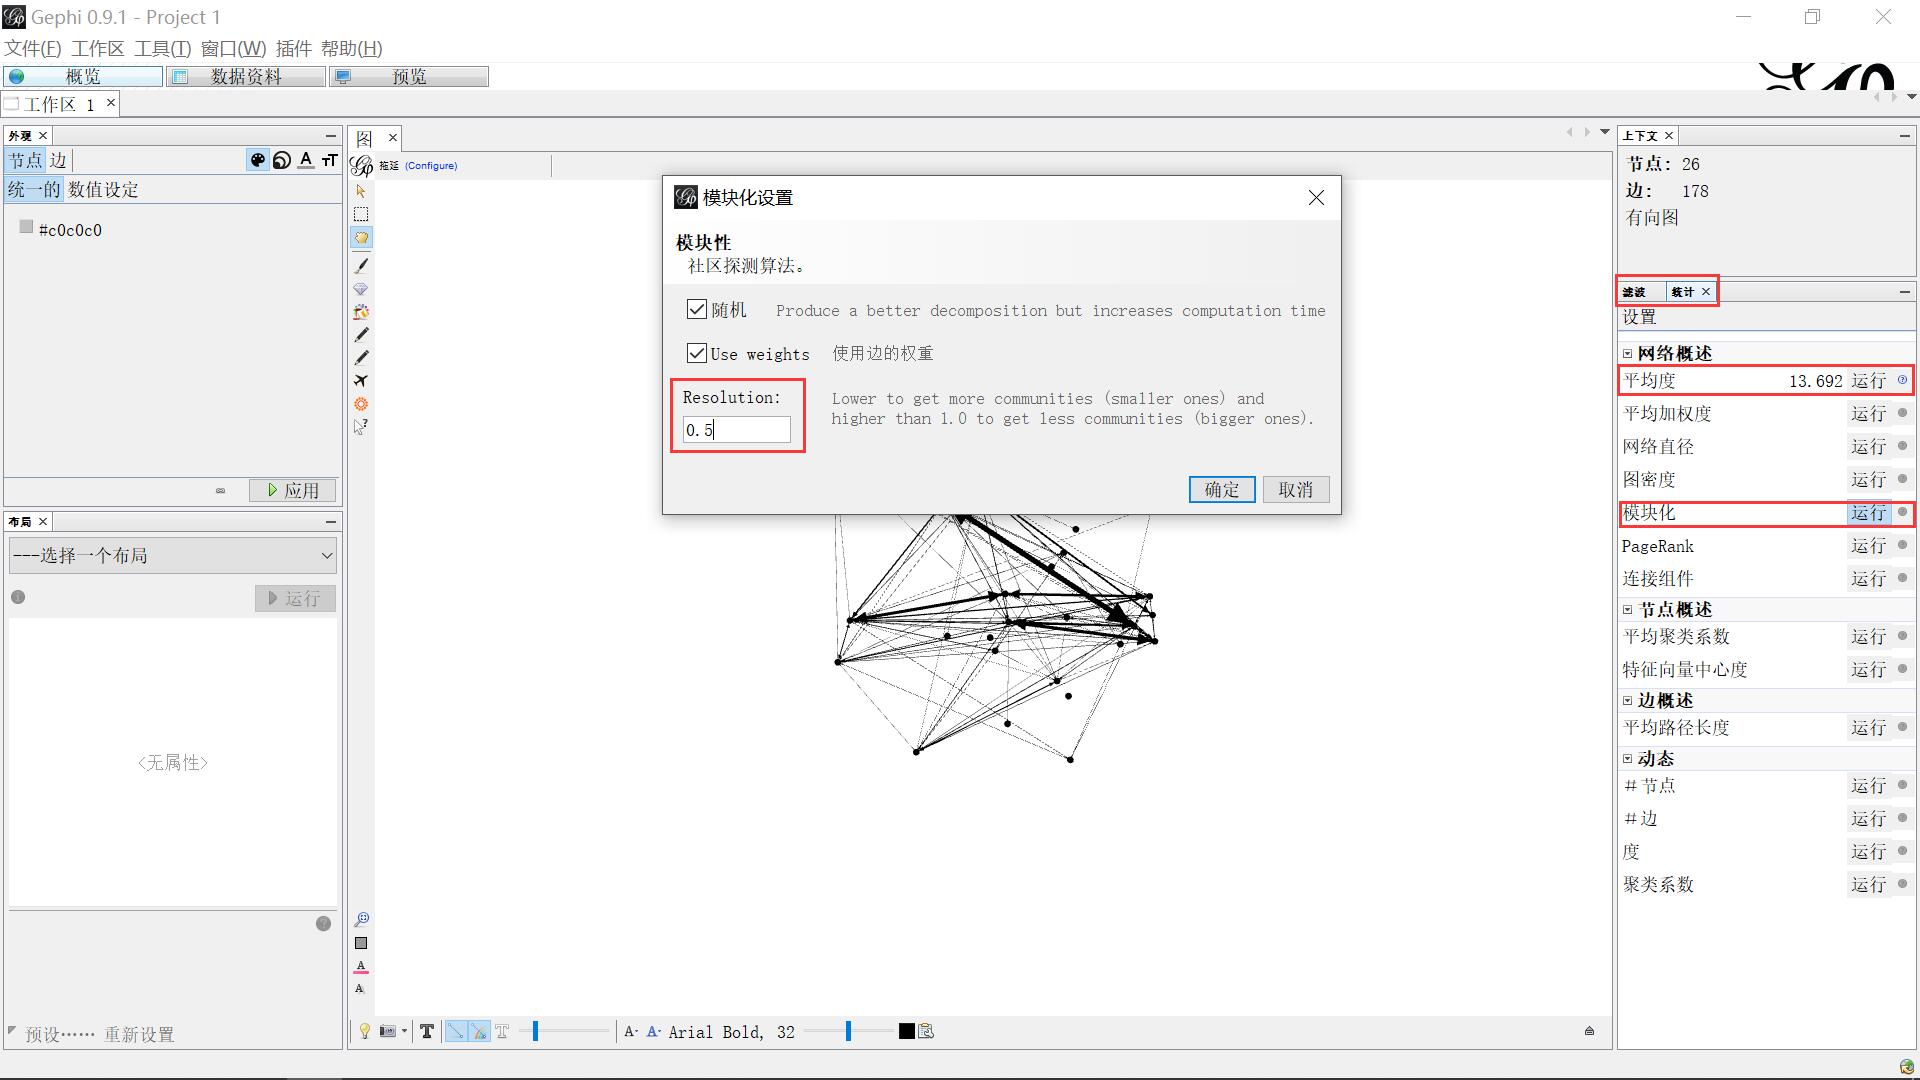 Gephi 0.9.1 - Project 1
文件(F) 工作区 工具(T) 窗口(W) 插件 帮助(H)
概览 数据资料 预览
工作区 1
外观
节点 边
统一的 数值设定
#c0c0c0
应用
布局
---选择一个布局
运行
<无属性>
预设…… 重新设置
图
拖延 (Configure)
模块化设置
模块性
社区探测算法。
随机 Produce a better decomposition but increases computation time
Use weights 使用边的权重
Resolution:
0.5
Lower to get more communities (smaller ones) and
higher than 1.0 to get less communities (bigger ones).
确定 取消
Arial Bold, 32
上下文
节点: 26
边: 178
有向图
滤波 统计
设置
网络概述
平均度 13.692 运行
平均加权度 运行
网络直径 运行
图密度 运行
模块化 运行
PageRank 运行
连接组件 运行
节点概述
平均聚类系数 运行
特征向量中心度 运行
边概述
平均路径长度 运行
动态
#节点 运行
#边 运行
度 运行
聚类系数 运行